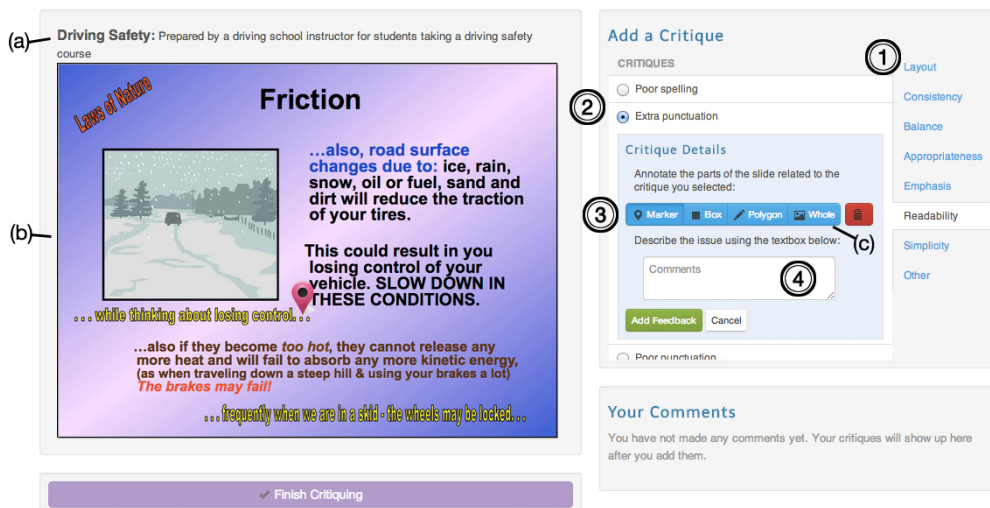 (a)
Driving Safety: Prepared by a driving school instructor for students taking a driving safety
course
(b)
Laws of Nature
Friction
...also, road surface
changes due to: ice, rain,
snow, oil or fuel, sand and
dirt will reduce the traction
of your tires.
This could result in you
losing control of your
vehicle. SLOW DOWN IN
THESE CONDITIONS.
. . . while thinking about losing control. . .
...also if they become too hot, they cannot release any
more heat and will fail to absorb any more kinetic energy,
(as when traveling down a steep hill & using your brakes a lot)
The brakes may fail!
. . . frequently when we are in a skid - the wheels may be locked. . .
Finish Critiquing
Add a Critique
CRITIQUES
Poor spelling
2
Extra punctuation
Critique Details
Annotate the parts of the slide related to the
critique you selected:
3
Marker
Box
Polygon
Whole
(c)
Describe the issue using the textbox below:
Comments
4
Add Feedback
Cancel
Poor punctuation
1
Layout
Consistency
Balance
Appropriateness
Emphasis
Readability
Simplicity
Other
Your Comments
You have not made any comments yet. Your critiques will show up here
after you add them.